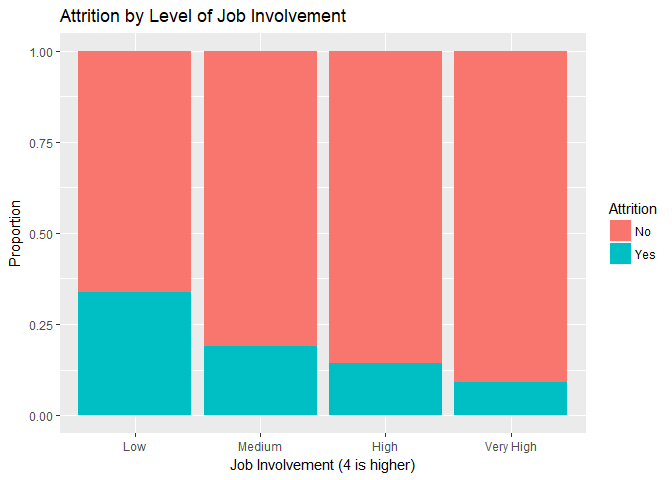 Attrition by Level of Job Involvement
1.00
0.75
0.50
0.25
0.00
Proportion
Low Medium High Very High
Job Involvement (4 is higher)
Attrition
No
Yes